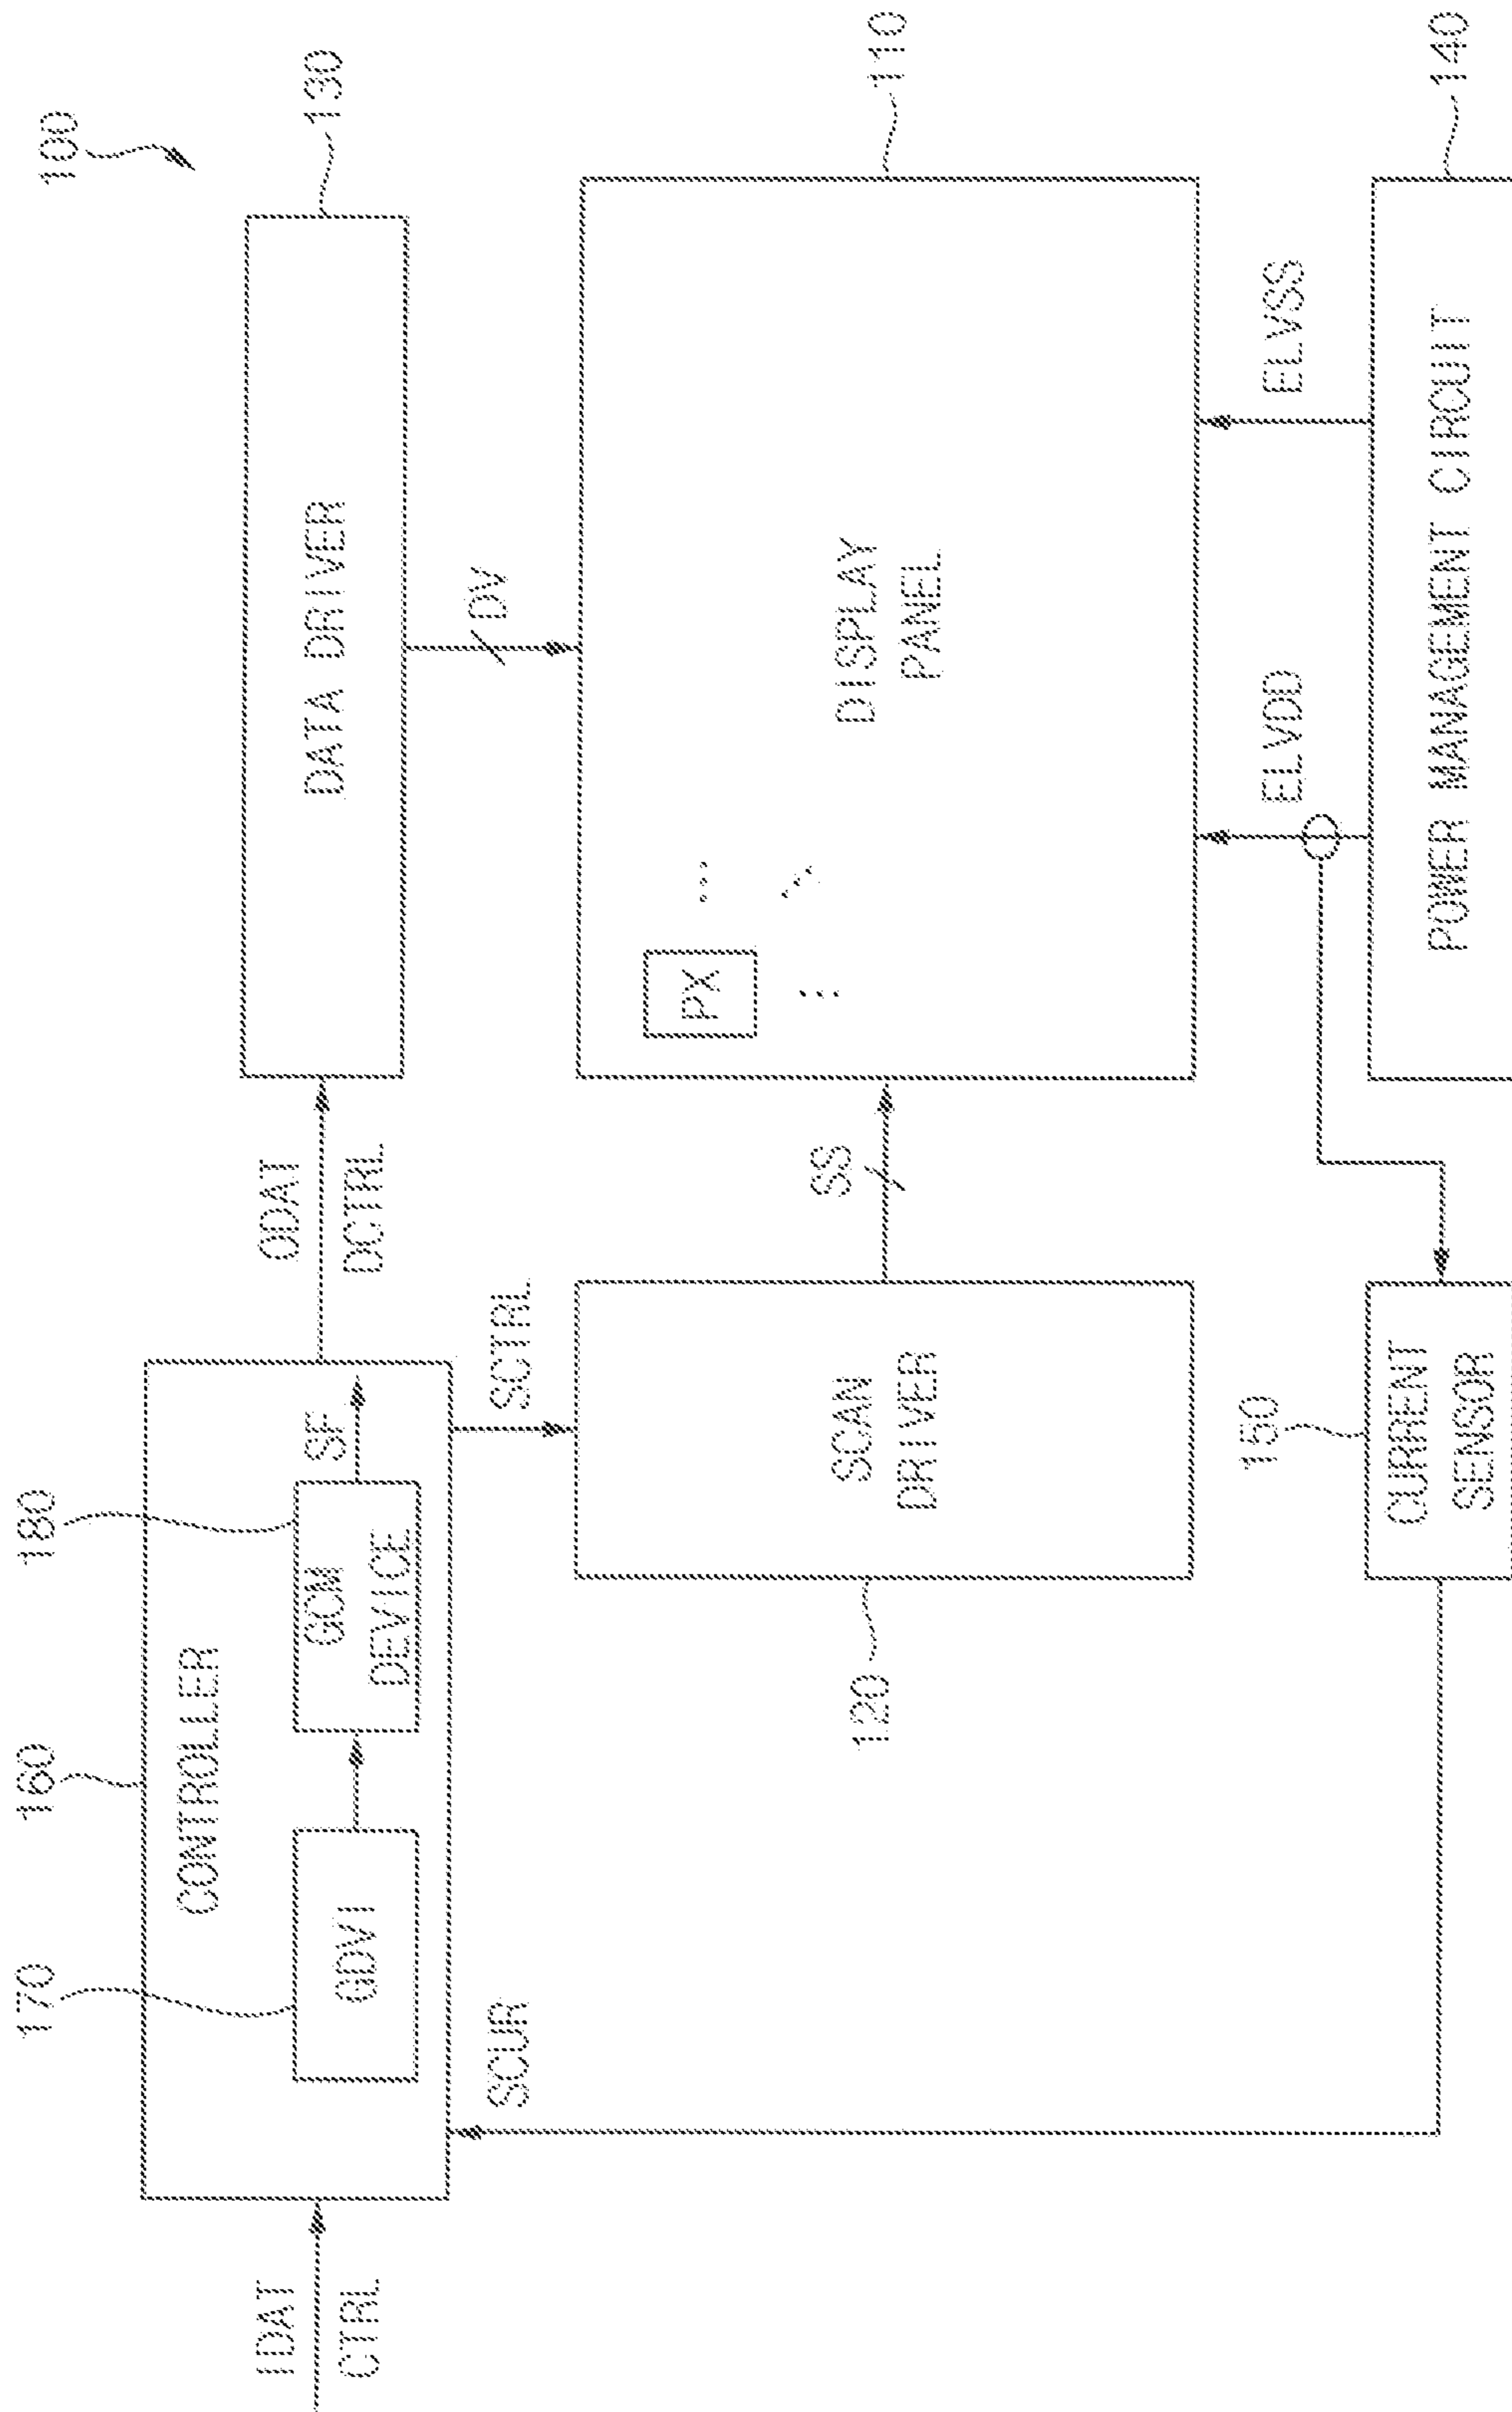 100
170
160
180
130
CONTROLLER
IDAT
CTRL
GDVI
GCM
DEVICE
SF
ODAT
DCTRL
DATA DRIVER
SCUR
SCTRL
DV
120
SCAN
DRIVER
SS
PX
DISPLAY
PANEL
110
150
ELVDD
ELVSS
CURRENT
SENSOR
POWER MANAGEMENT CIRCUIT
140